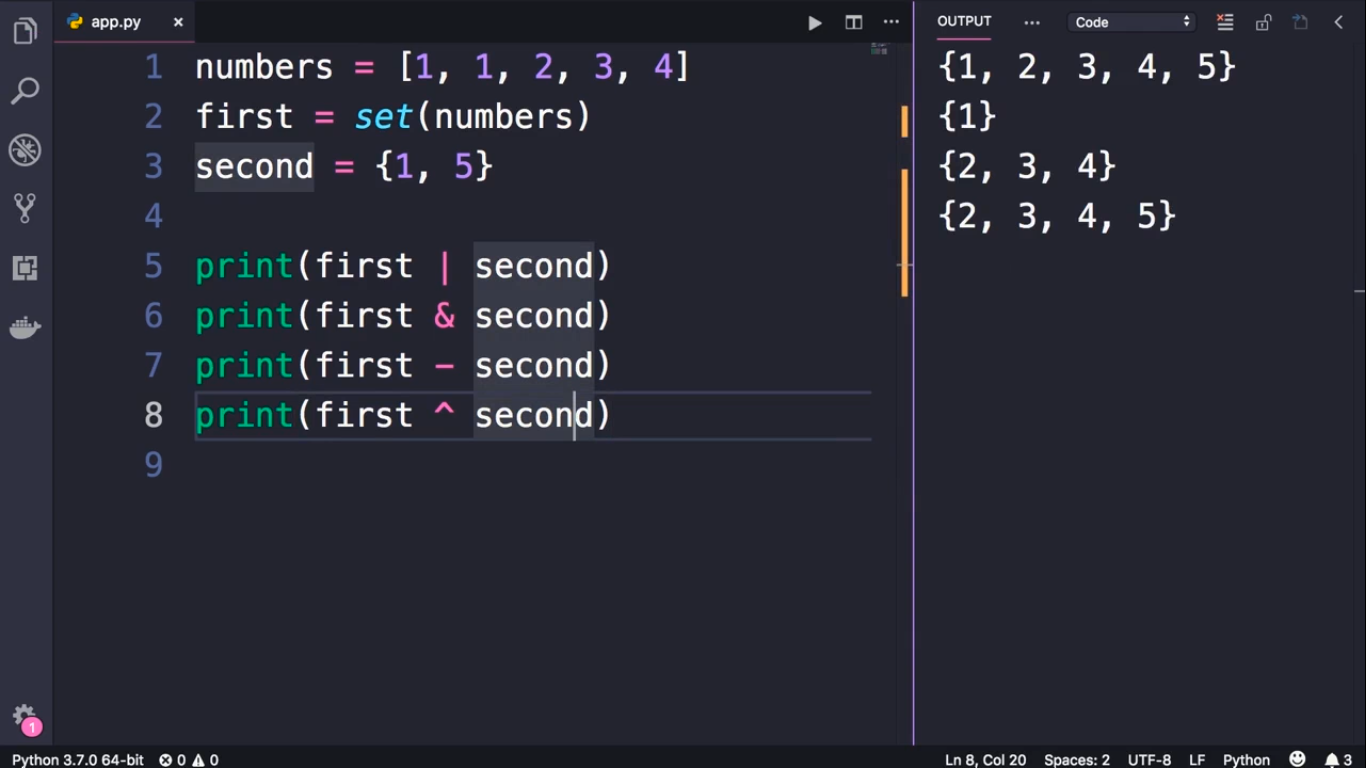 app.py ×
OUTPUT ... Code
1 numbers = [1, 1, 2, 3, 4]
2 first = set(numbers)
3 second = {1, 5}
4
5 print(first | second)
6 print(first & second)
7 print(first - second)
8 print(first ^ second)
9
{1, 2, 3, 4, 5}
{1}
{2, 3, 4}
{2, 3, 4, 5}
1
Python 3.7.0 64-bit 0 0 Ln 8, Col 20 Spaces: 2 UTF-8 LF Python 3